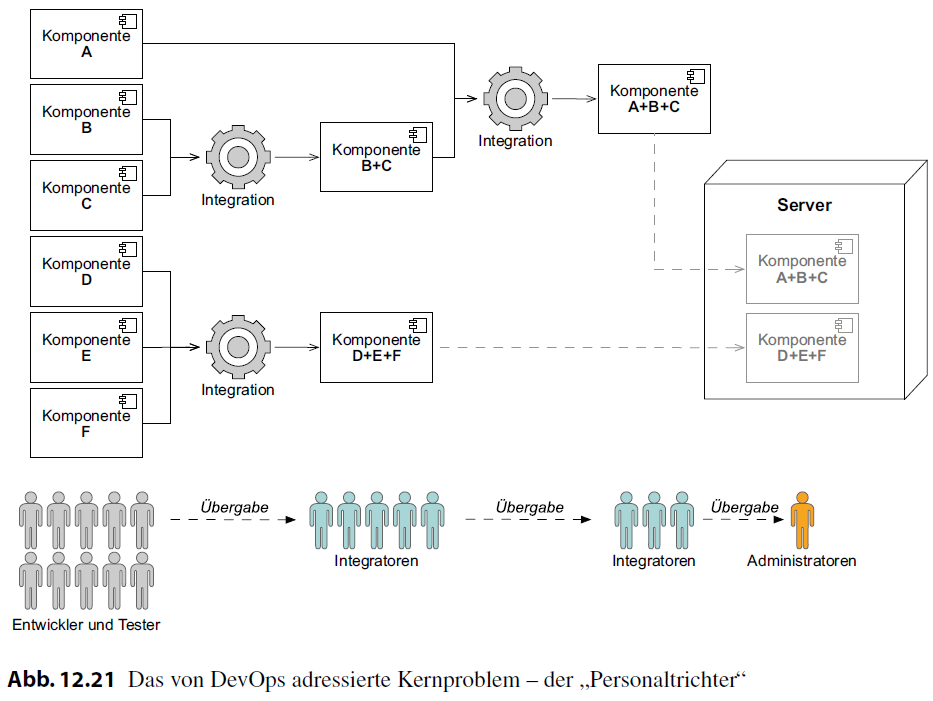 Komponente
A
Komponente
B
Komponente
C
Komponente
D
Komponente
E
Komponente
F
Integration
Komponente
B+C
Integration
Komponente
A+B+C
Integration
Komponente
D+E+F
Server
Komponente
A+B+C
Komponente
D+E+F
Übergabe
Übergabe
Übergabe
Entwickler und Tester
Integratoren
Integratoren
Administratoren
Abb. 12.21 Das von DevOps adressierte Kernproblem – der „Personaltrichter“